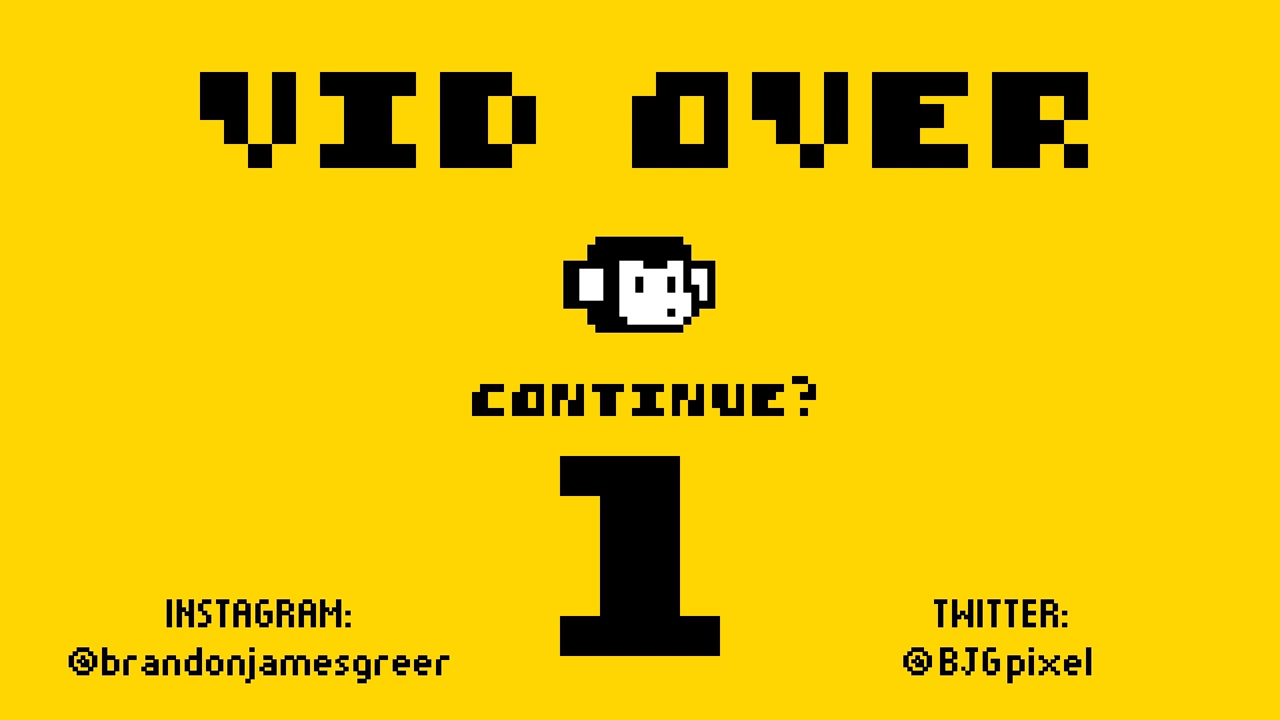 VID OVER
CONTINUE?
1
INSTAGRAM:
@brandonjamesgreer
TWITTER:
@BJGpixel